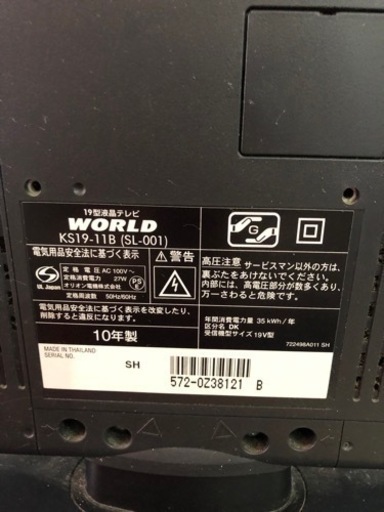 19型液晶テレビ
WORLD
KS19-11B (SL-001)
電気用品安全法に基づく表示
UL Japan
定格電圧 AC100V~
定格消費電力 27W
オリオン電機株式会社
定格周波数 50Hz/60Hz
PS
E
電気用品安全法に基づく表示を改変したり、
削除すると違反になります。
10年製
⚠警告
G
高圧注意 サービスマン以外の方は、
裏ぶたをあけないでください。
内部には、高電圧部分が数多くあり、
万一さわると危険です。
年間消費電力量 35 kWh/年
区分名 DK
受信機型サイズ 19V型
722498A011 SH
MADE IN THAILAND
SERIAL NO.
SH
572-0Z38121 B